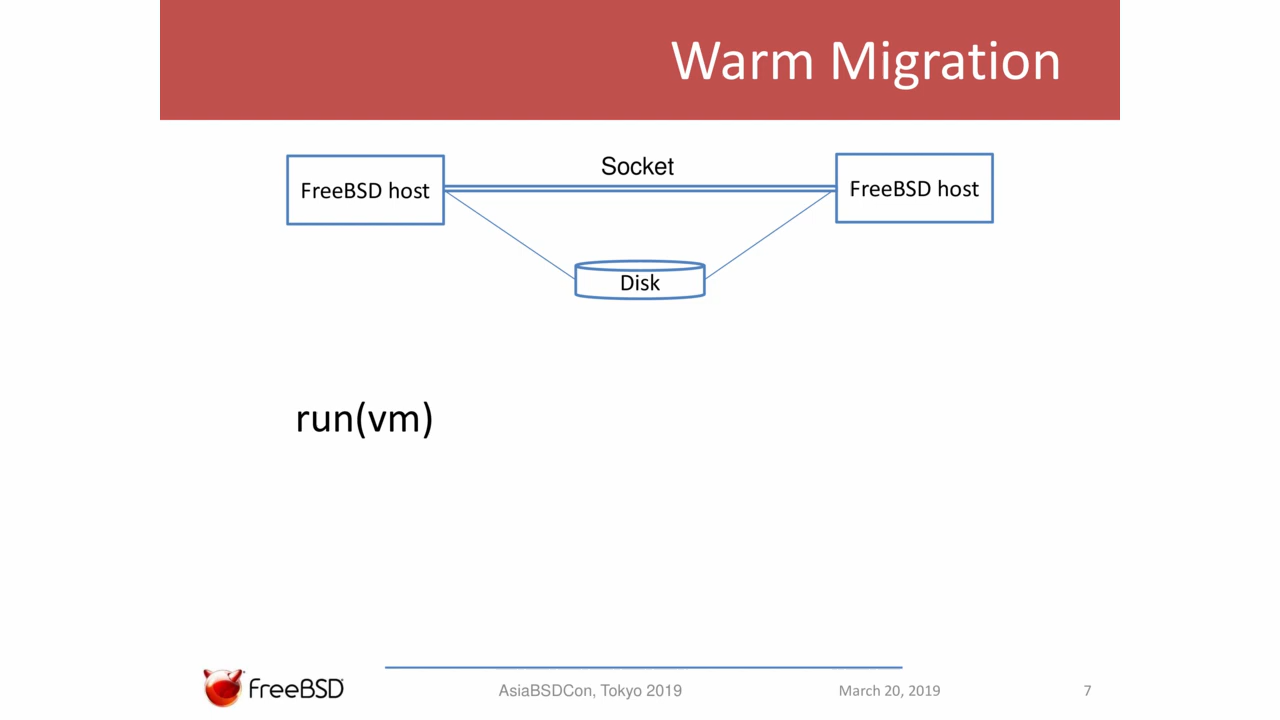 Warm Migration
Socket
FreeBSD host
FreeBSD host
Disk
run(vm)
FreeBSD
AsiaBSDCon, Tokyo 2019
March 20, 2019
7